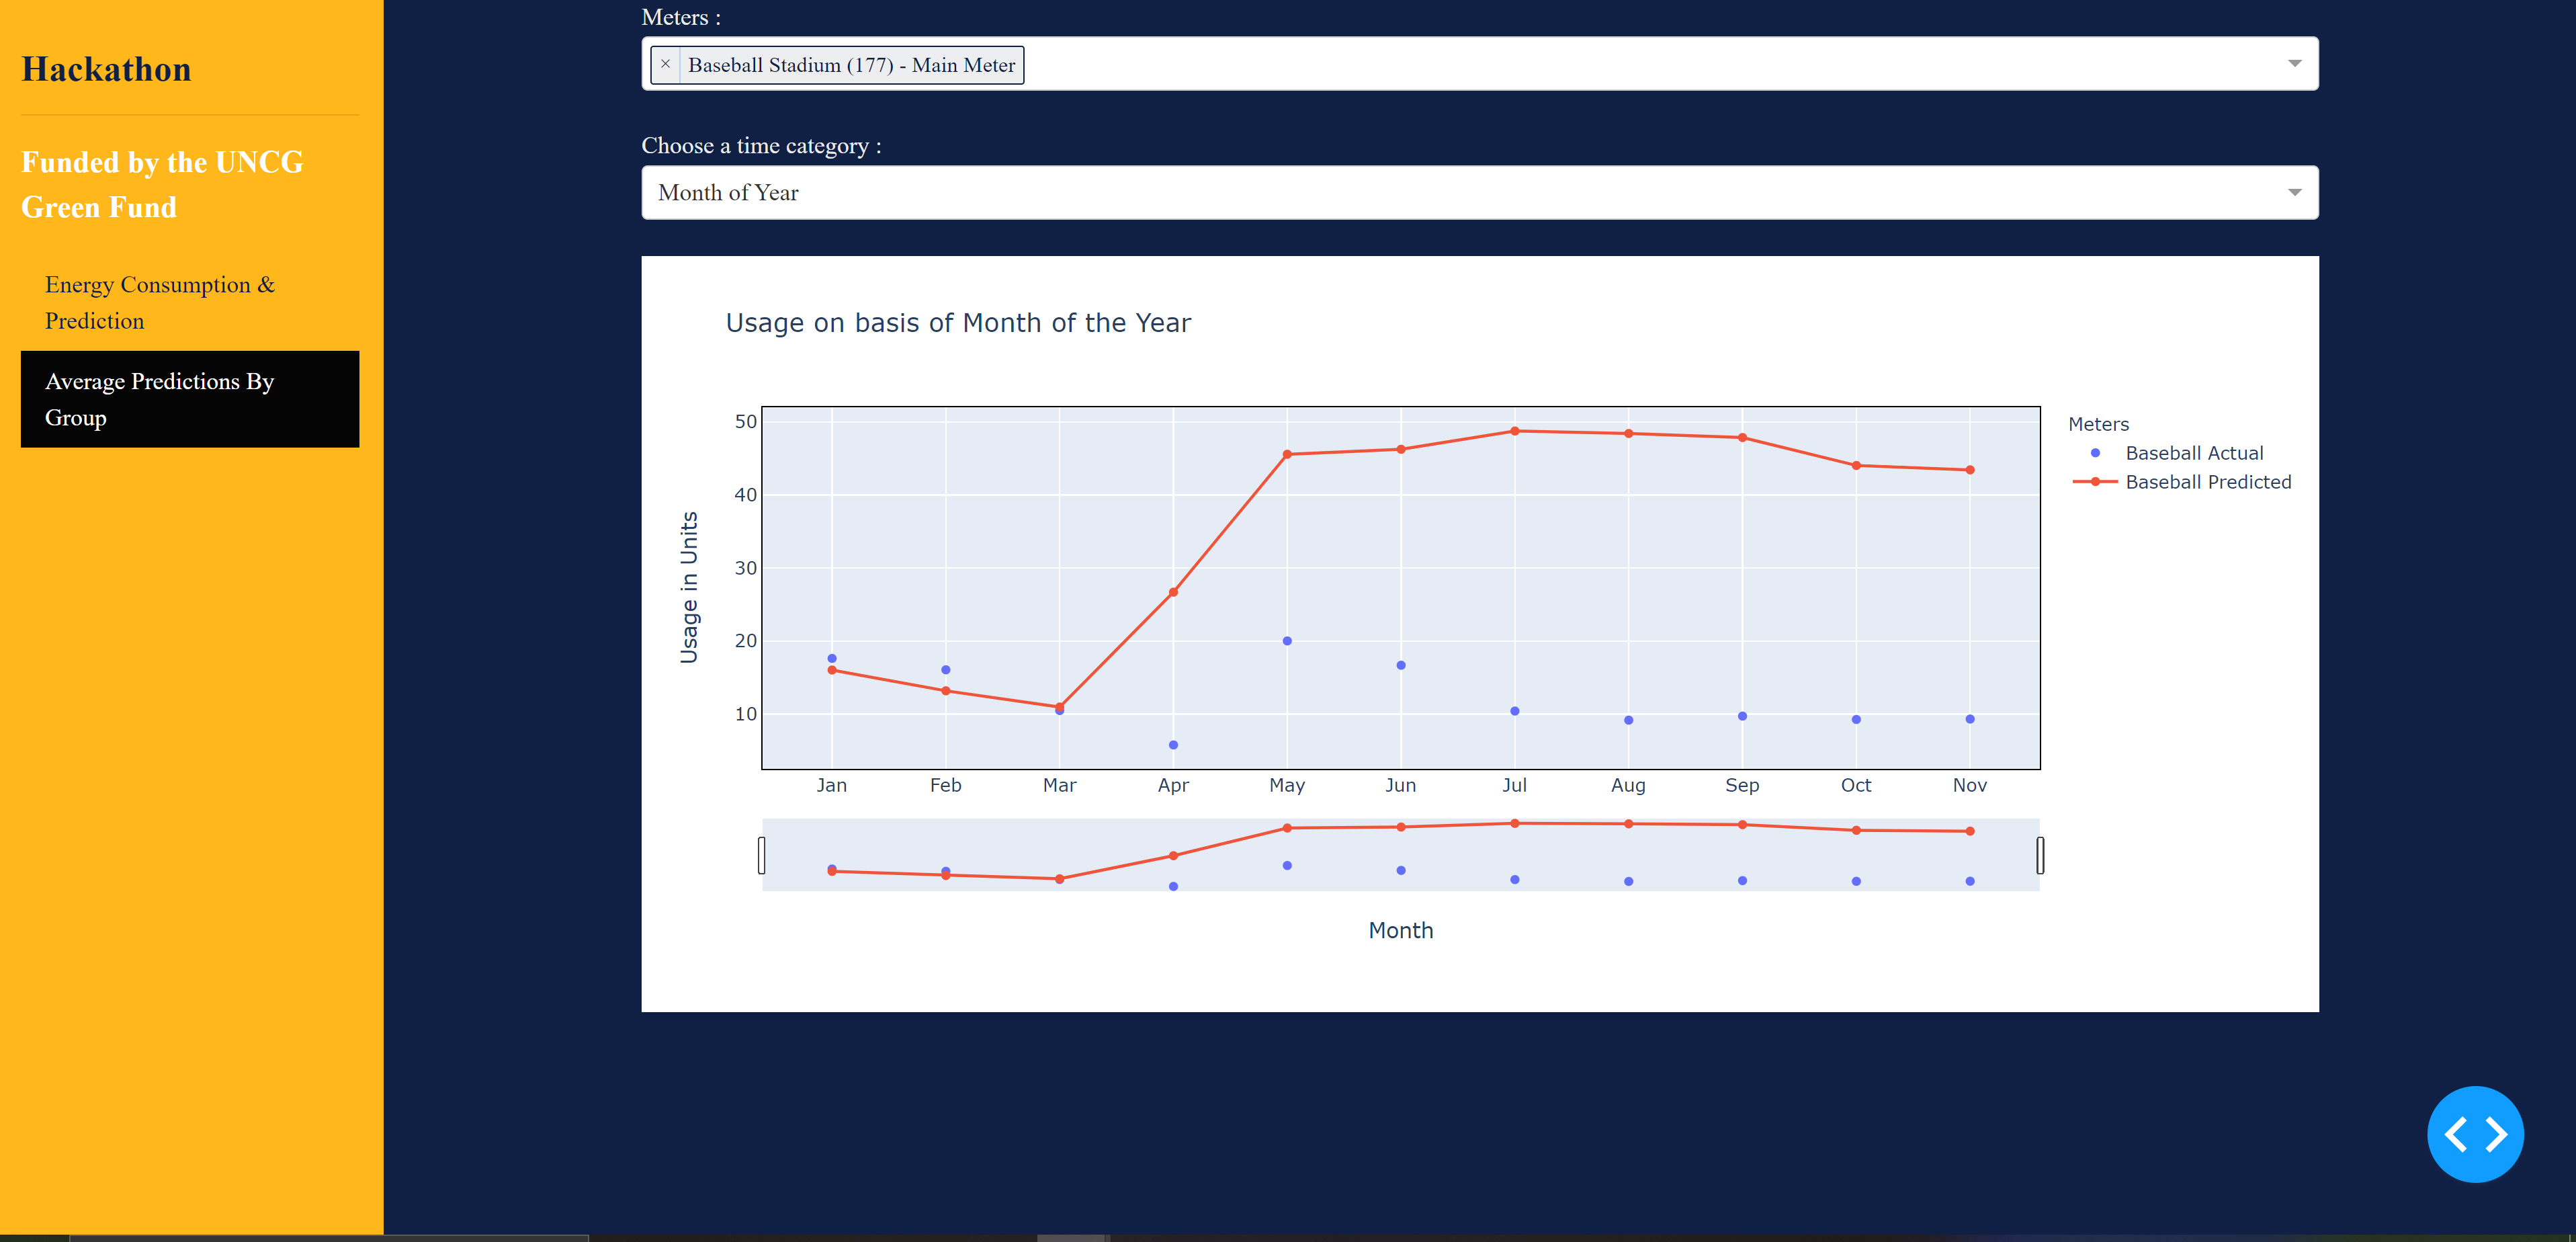 Hackathon
Funded by the UNCG
Green Fund
Energy Consumption &
Prediction
Average Predictions By
Group
Meters :
× Baseball Stadium (177) - Main Meter
Choose a time category :
Month of Year
Usage on basis of Month of the Year
Usage in Units
50
40
30
20
10
Jan Feb Mar Apr May Jun Jul Aug Sep Oct Nov
Month
Meters
Baseball Actual
Baseball Predicted